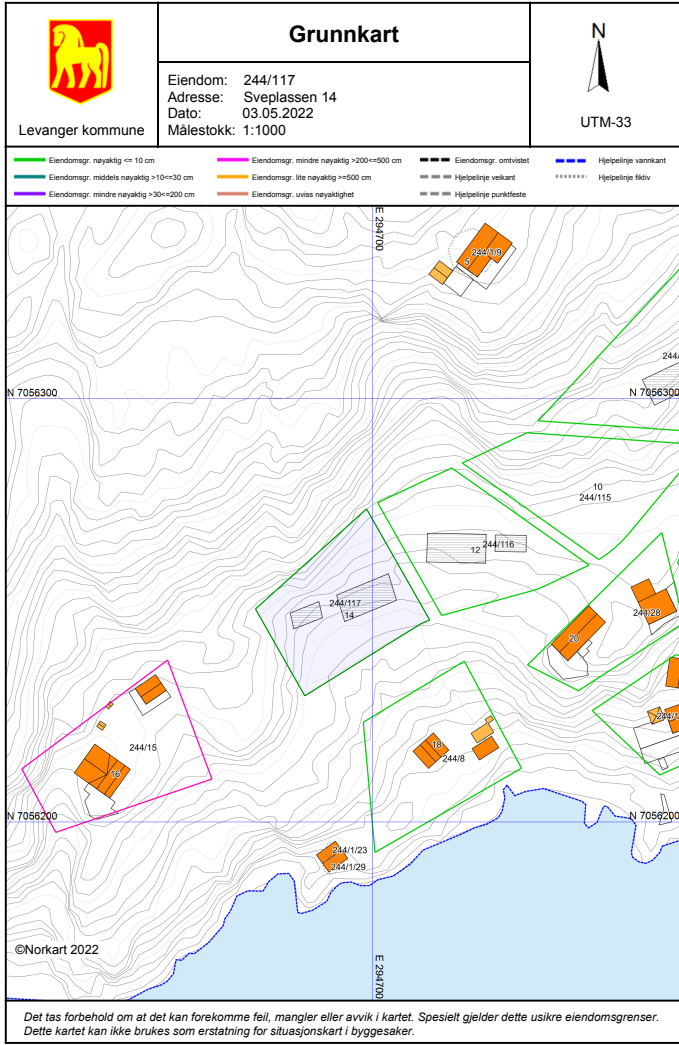 Levanger kommune
Grunnkart
Eiendom: 244/117
Adresse: Sveplassen 14
Dato: 03.05.2022
Målestokk: 1:1000
N
UTM-33
Eiendomsgr. nøyaktig <= 10 cm
Eiendomsgr. middels nøyaktig >10<=30 cm
Eiendomsgr. mindre nøyaktig >30<=200 cm
Eiendomsgr. mindre nøyaktig >200<=500 cm
Eiendomsgr. lite nøyaktig >=500 cm
Eiendomsgr. uviss nøyaktighet
Eiendomsgr. omtvistet
Hjelpelinje veikant
Hjelpelinje punktfeste
Hjelpelinje vannkant
Hjelpelinje fiktiv
E 294700
244/1/9
5
244/
N 7056300
N 7056300
10
244/115
12
244/116
244/117
14
244/28
20
244/1
244/15
16
18
244/8
N 7056200
N 7056200
244/1/23
244/1/29
©Norkart 2022
E 294700
Det tas forbehold om at det kan forekomme feil, mangler eller avvik i kartet. Spesielt gjelder dette usikre eiendomsgrenser.
Dette kartet kan ikke brukes som erstatning for situasjonskart i byggesaker.